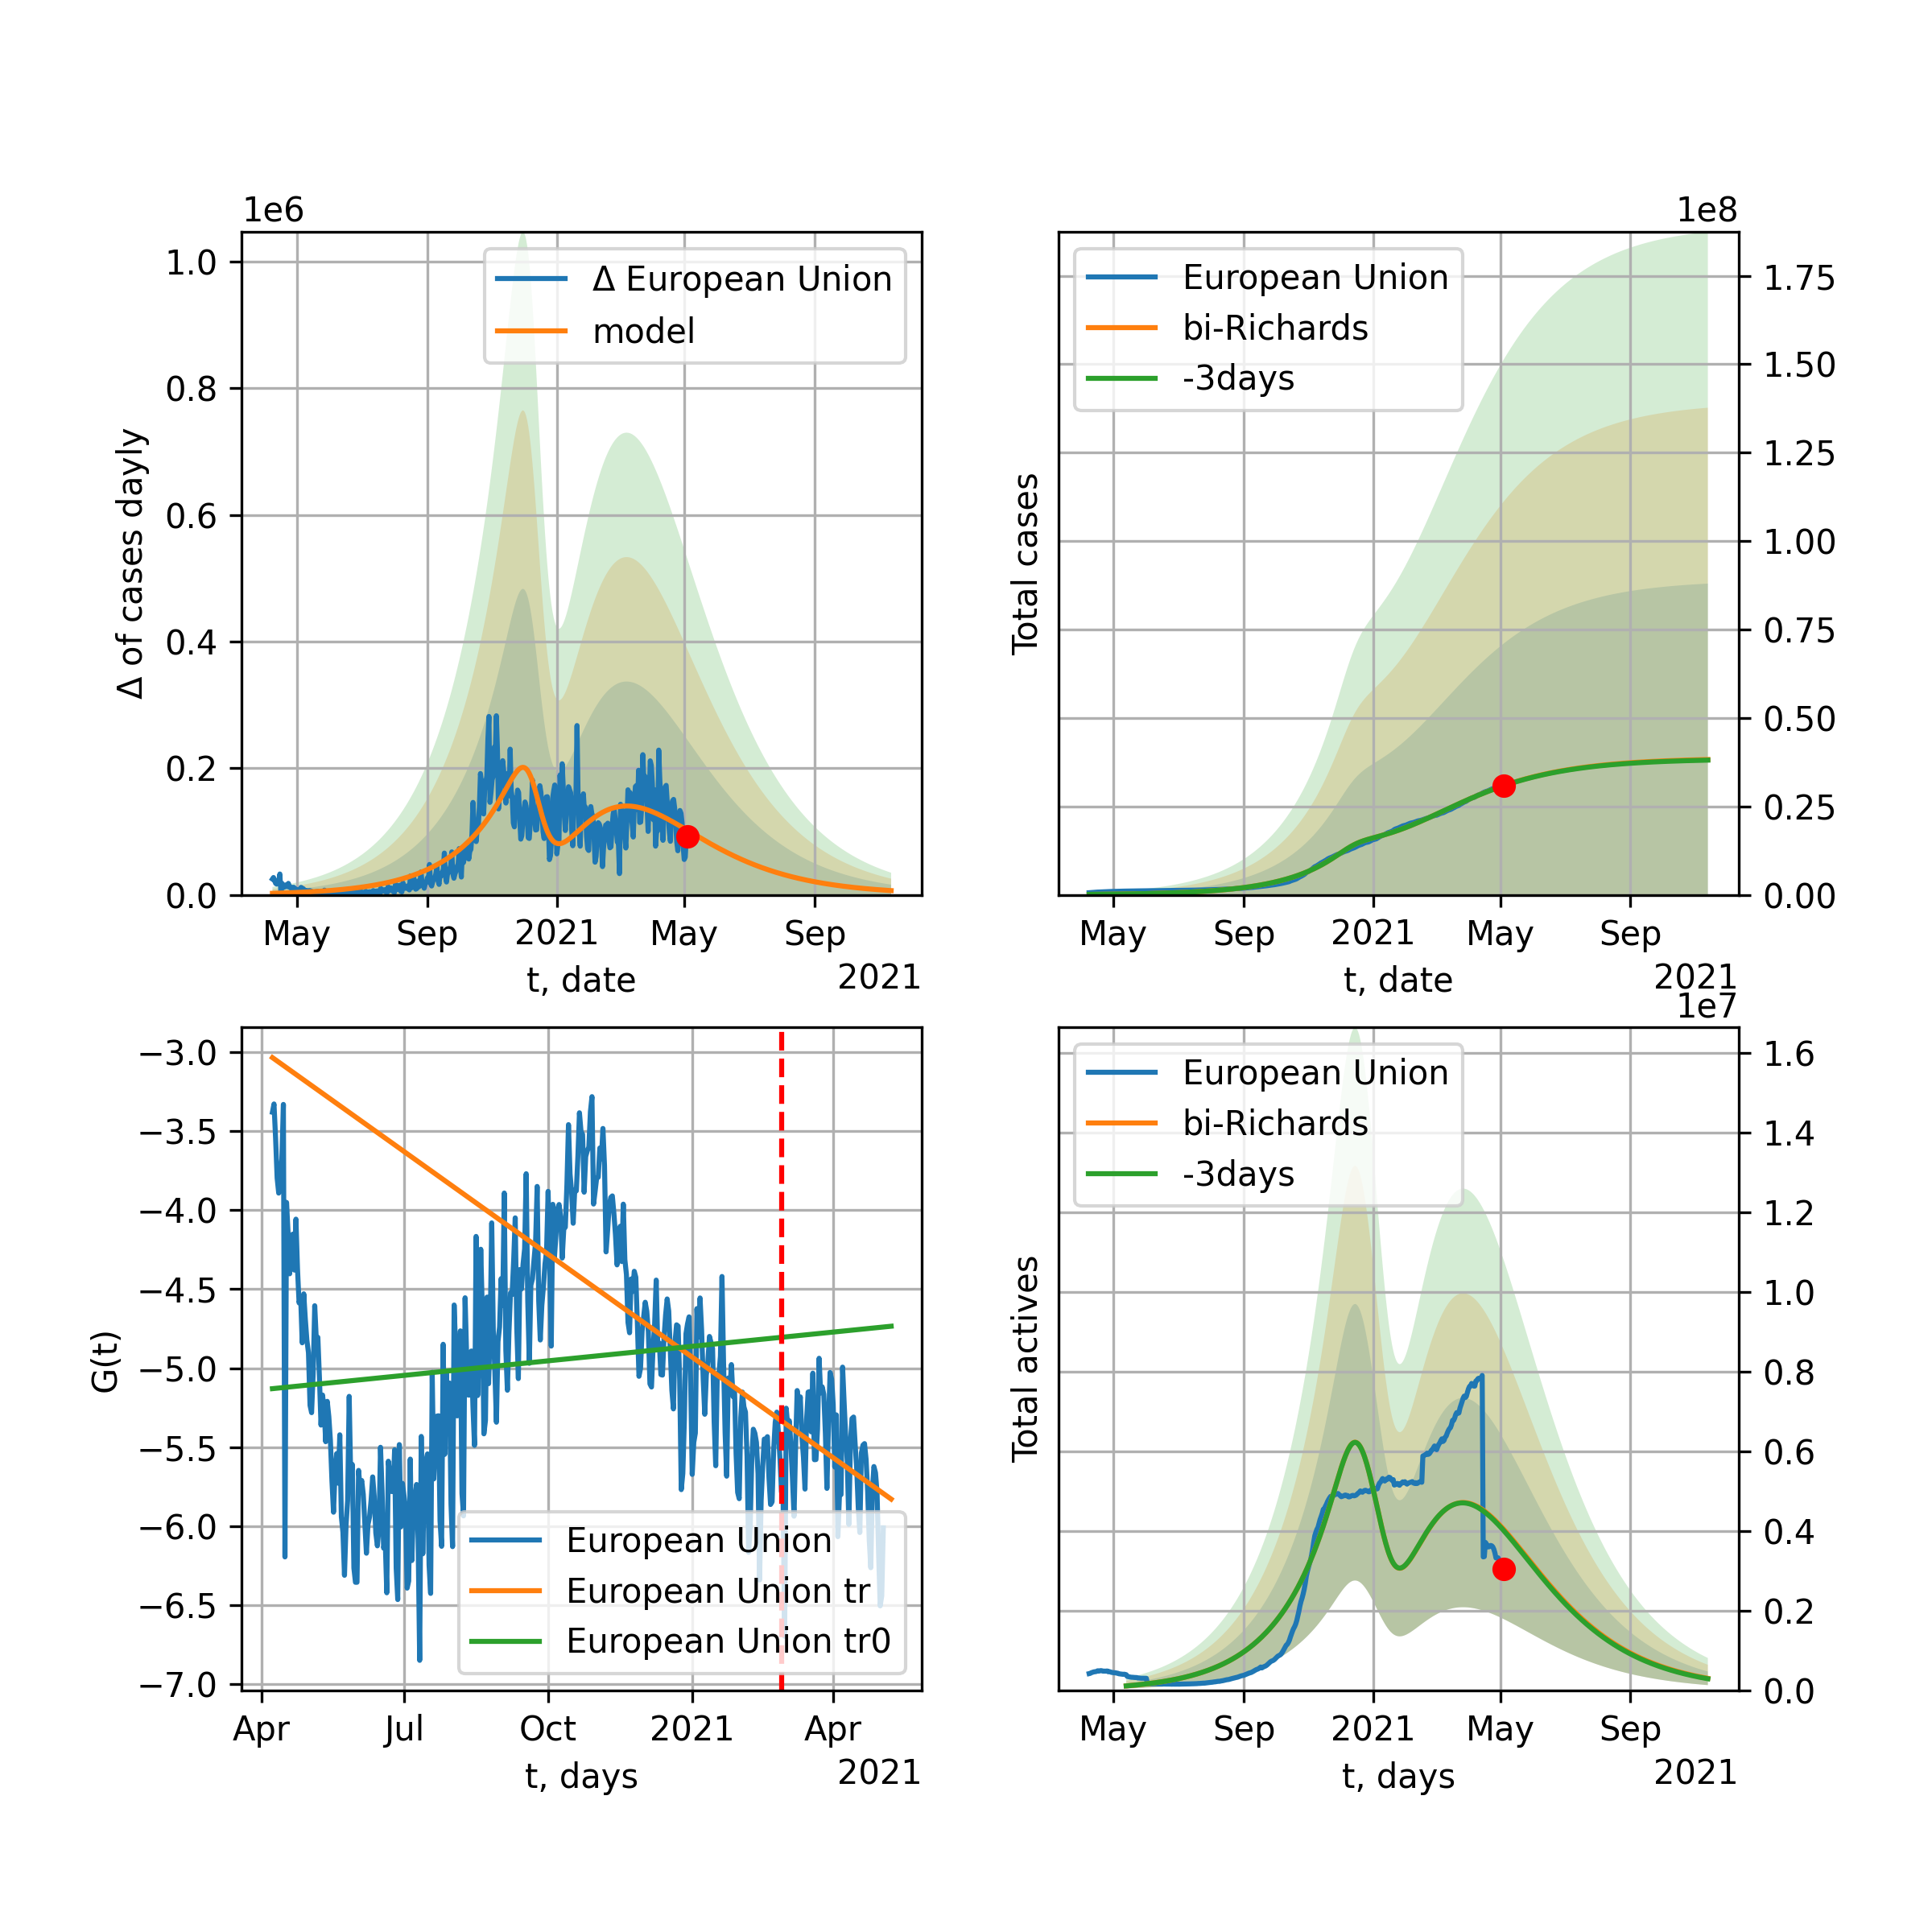 1e6
1.0
0.8
0.6
0.4
0.2
0.0
Δ of cases dayly
Δ European Union
model
May Sep 2021 May Sep
t, date
2021
1e8
European Union
bi-Richards
-3days
Total cases
1.75
1.50
1.25
1.00
0.75
0.50
0.25
0.00
May Sep 2021 May Sep
t, date
2021
−3.0
−3.5
−4.0
−4.5
−5.0
−5.5
−6.0
−6.5
−7.0
G(t)
European Union
European Union tr
European Union tr0
Apr Jul Oct 2021 Apr
t, days
2021
1e7
European Union
bi-Richards
-3days
Total actives
1.6
1.4
1.2
1.0
0.8
0.6
0.4
0.2
0.0
May Sep 2021 May Sep
t, days
2021